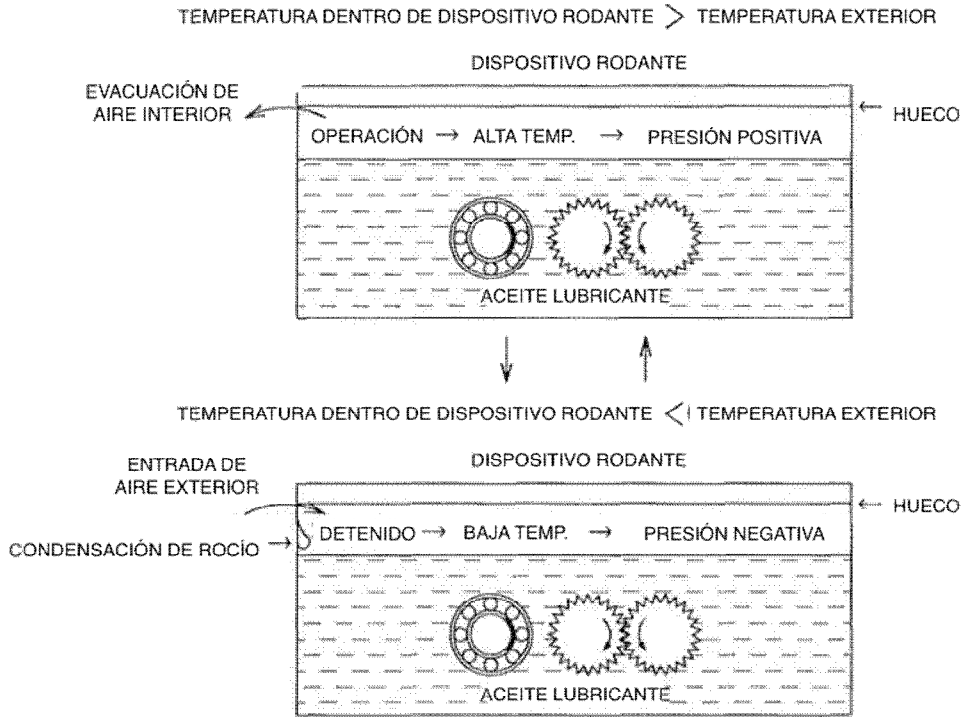 TEMPERATURA DENTRO DE DISPOSITIVO RODANTE > TEMPERATURA EXTERIOR
DISPOSITIVO RODANTE
EVACUACIÓN DE
AIRE INTERIOR
HUECO
OPERACIÓN → ALTA TEMP. → PRESIÓN POSITIVA
ACEITE LUBRICANTE
TEMPERATURA DENTRO DE DISPOSITIVO RODANTE < TEMPERATURA EXTERIOR
DISPOSITIVO RODANTE
ENTRADA DE
AIRE EXTERIOR
HUECO
CONDENSACIÓN DE ROCÍO → DETENIDO → BAJA TEMP. → PRESIÓN NEGATIVA
ACEITE LUBRICANTE